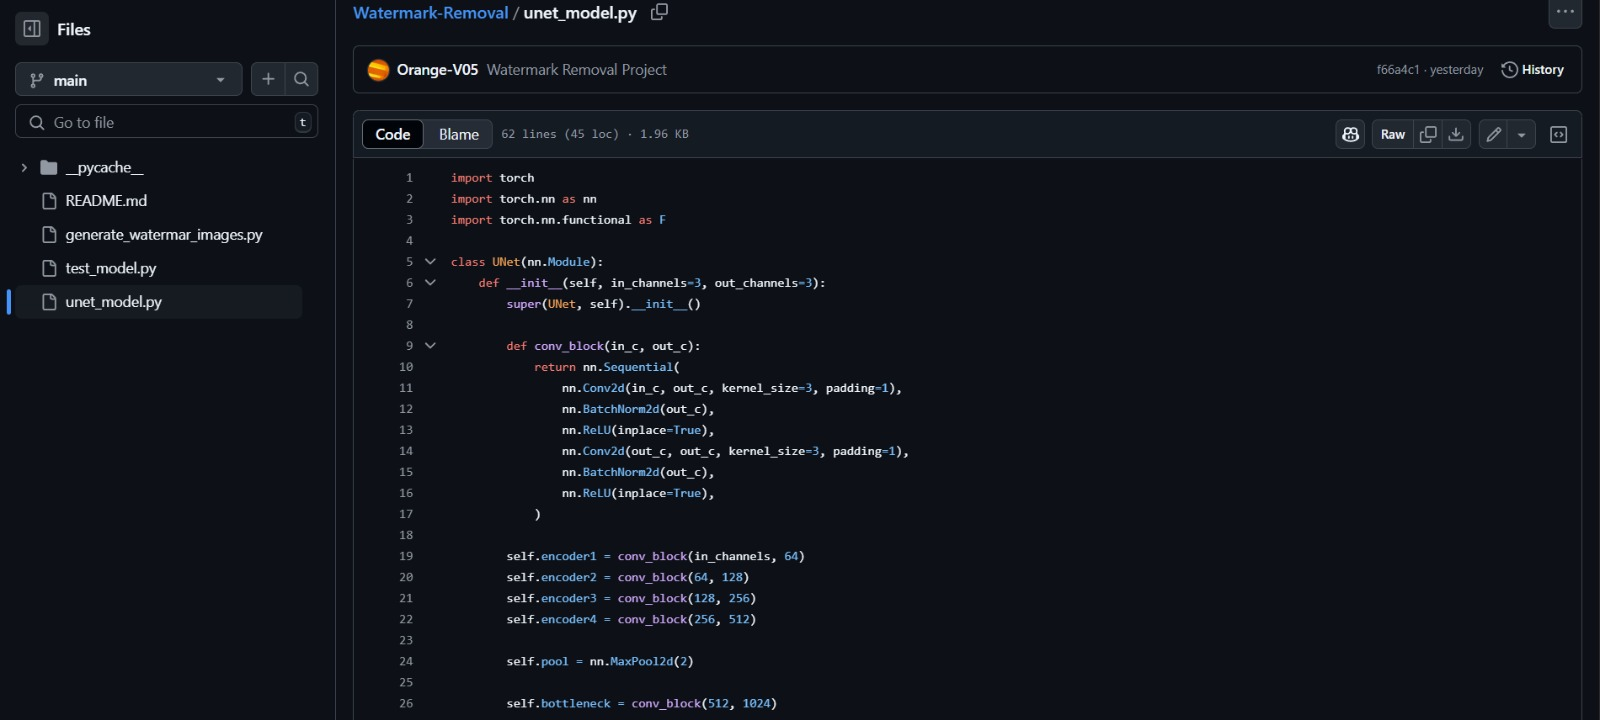 Files
main
Go to file
t
__pycache__
README.md
generate_watermar_images.py
test_model.py
unet_model.py
Watermark-Removal / unet_model.py
Orange-V05 Watermark Removal Project
f66a4c1 · yesterday
History
Code Blame 62 lines (45 loc) · 1.96 KB
Raw
1 import torch
2 import torch.nn as nn
3 import torch.nn.functional as F
4
5 class UNet(nn.Module):
6 def __init__(self, in_channels=3, out_channels=3):
7 super(UNet, self).__init__()
8
9 def conv_block(in_c, out_c):
10 return nn.Sequential(
11 nn.Conv2d(in_c, out_c, kernel_size=3, padding=1),
12 nn.BatchNorm2d(out_c),
13 nn.ReLU(inplace=True),
14 nn.Conv2d(out_c, out_c, kernel_size=3, padding=1),
15 nn.BatchNorm2d(out_c),
16 nn.ReLU(inplace=True),
17 )
18
19 self.encoder1 = conv_block(in_channels, 64)
20 self.encoder2 = conv_block(64, 128)
21 self.encoder3 = conv_block(128, 256)
22 self.encoder4 = conv_block(256, 512)
23
24 self.pool = nn.MaxPool2d(2)
25
26 self.bottleneck = conv_block(512, 1024)